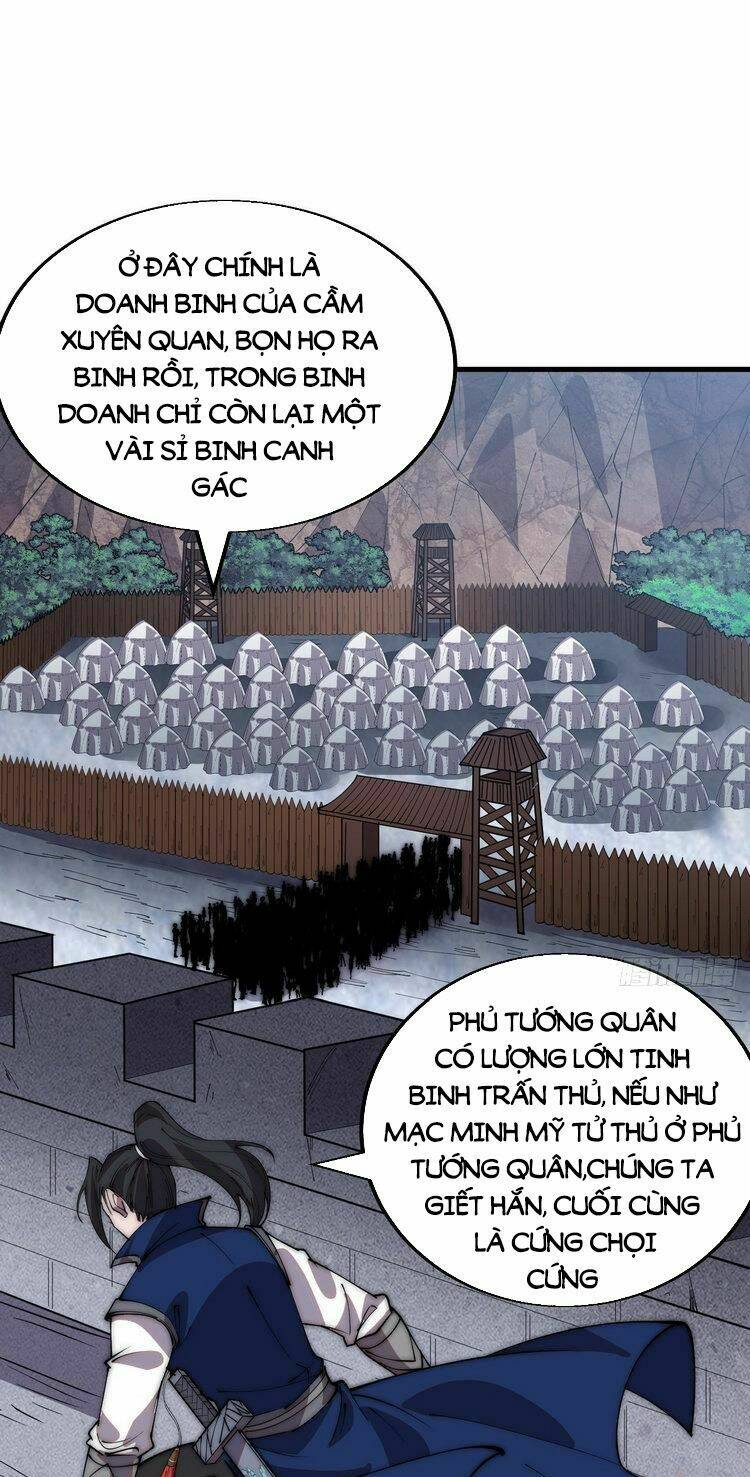 Ở ĐÂY CHÍNH LÀ
DOANH BINH CỦA CẦM
XUYÊN QUAN, BỌN HỌ RA
BINH RỒI, TRONG BINH
DOANH CHỈ CÒN LẠI MỘT
VÀI SỈ BINH CANH
GÁC
PHỦ TƯỚNG QUÂN
CÓ LƯỢNG LỚN TINH
BINH TRẤN THỦ, NẾU NHƯ
MẠC MINH MỸ TỬ THỦ Ở PHỦ
TƯỚNG QUÂN,CHÚNG TA
GIẾT HẮN, CUỐI CÙNG
LÀ CỨNG CHỌI
CỨNG